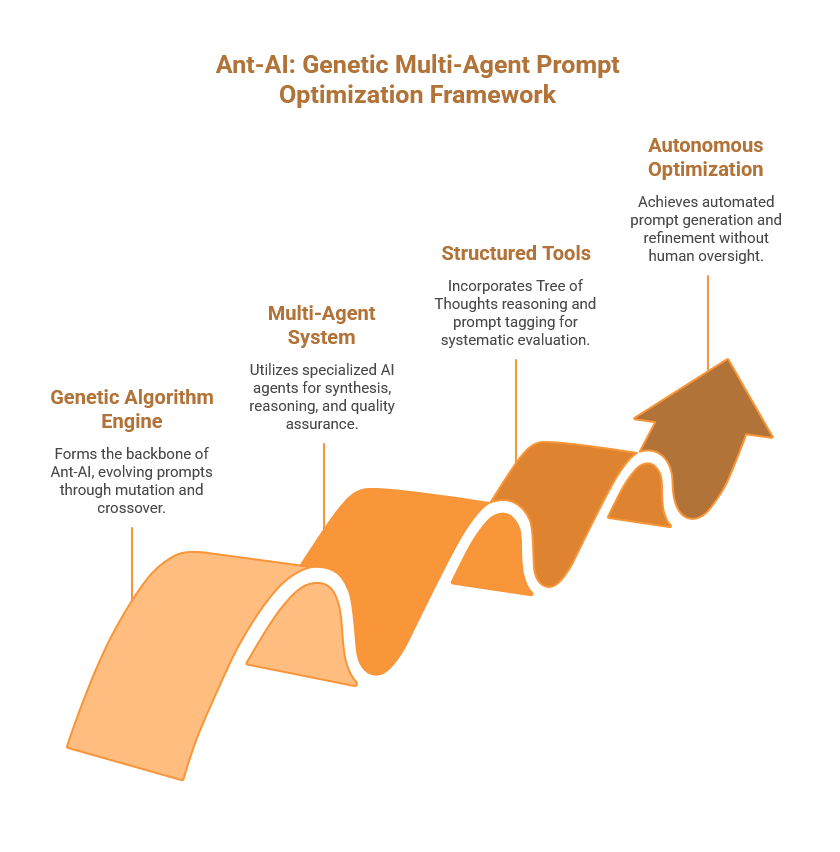 Ant-AI: Genetic Multi-Agent Prompt
Optimization Framework
Genetic Algorithm
Engine
Forms the backbone of
Ant-AI, evolving prompts
through mutation and
crossover.
Multi-Agent
System
Utilizes specialized AI
agents for synthesis,
reasoning, and quality
assurance.
Structured Tools
Incorporates Tree of
Thoughts reasoning and
prompt tagging for
systematic evaluation.
Autonomous
Optimization
Achieves automated
prompt generation and
refinement without
human oversight.